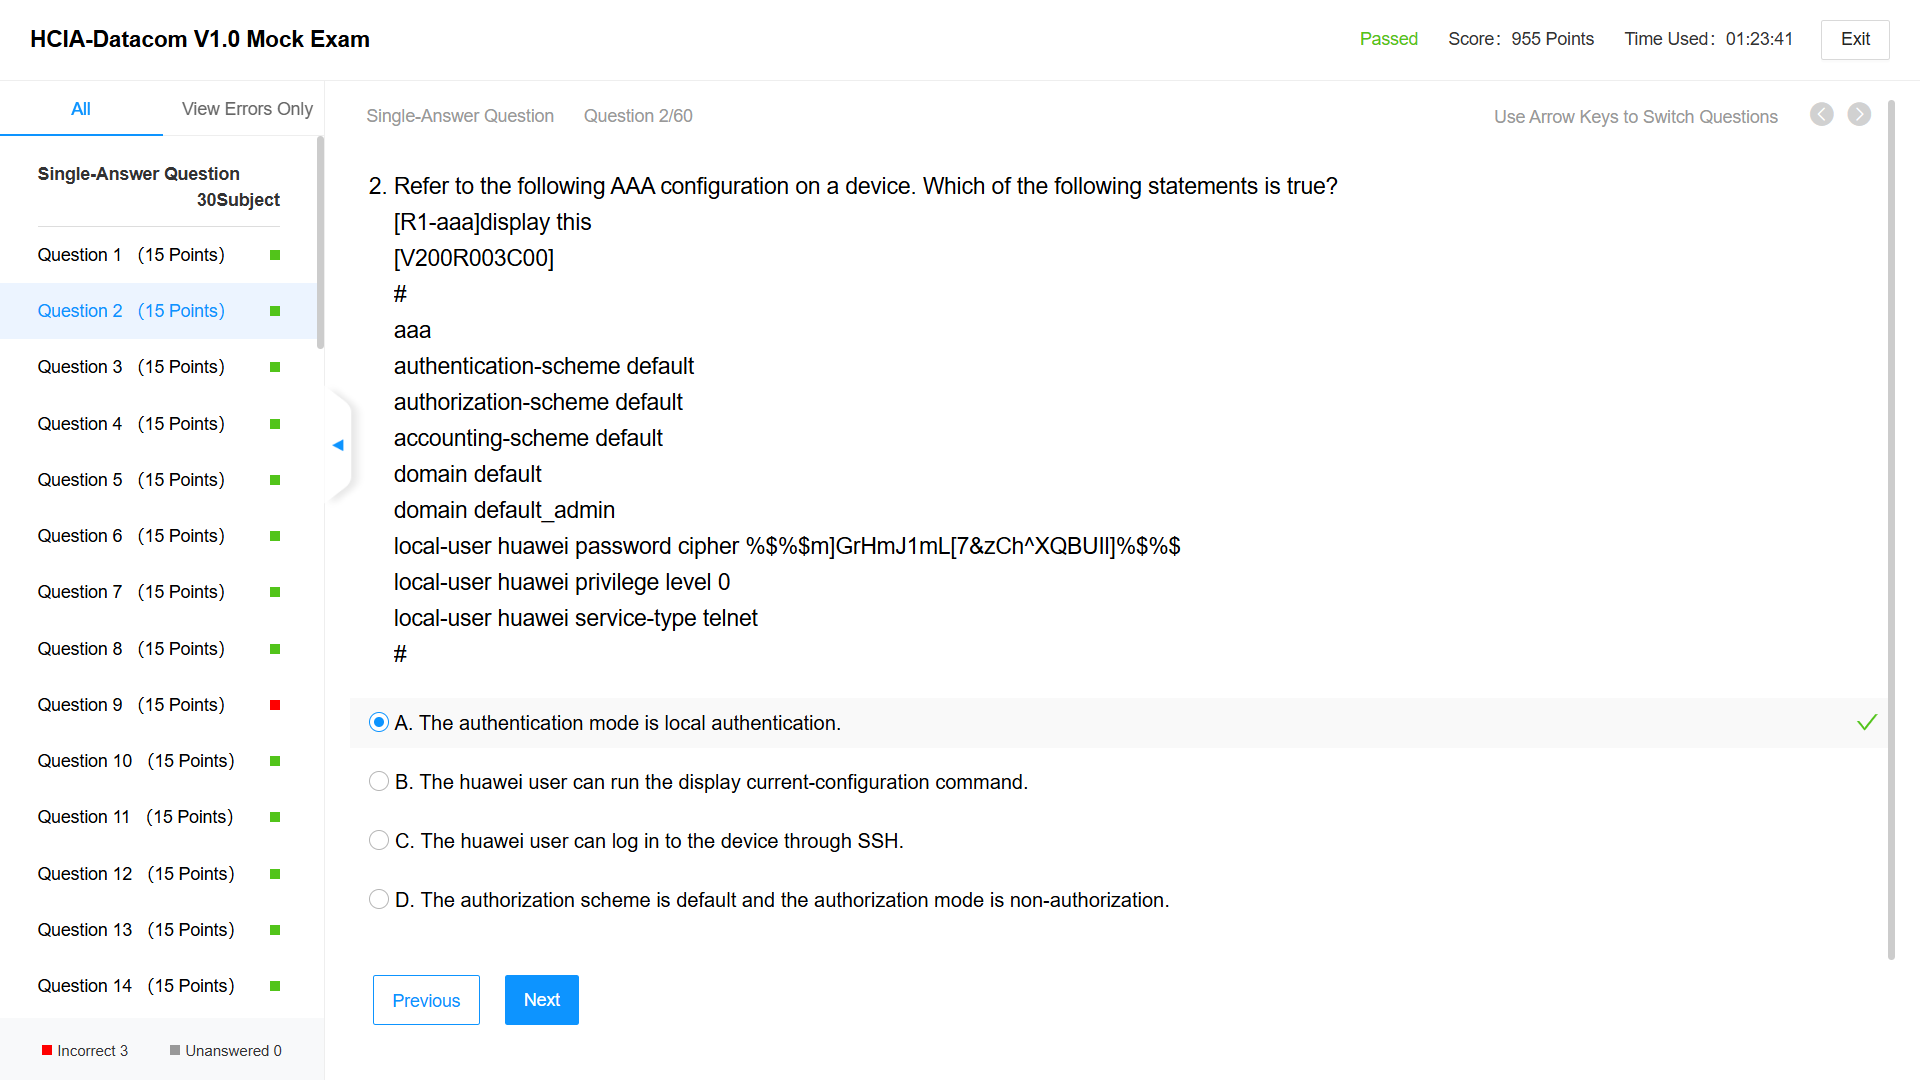 HCIA-Datacom V1.0 Mock Exam
Passed
Score: 955 Points
Time Used: 01:23:41
Exit
All
View Errors Only
Single-Answer Question
30Subject
Question 1 (15 Points)
Question 2 (15 Points)
Question 3 (15 Points)
Question 4 (15 Points)
Question 5 (15 Points)
Question 6 (15 Points)
Question 7 (15 Points)
Question 8 (15 Points)
Question 9 (15 Points)
Question 10 (15 Points)
Question 11 (15 Points)
Question 12 (15 Points)
Question 13 (15 Points)
Question 14 (15 Points)
Incorrect 3
Unanswered 0
Single-Answer Question
Question 2/60
Use Arrow Keys to Switch Questions
2. Refer to the following AAA configuration on a device. Which of the following statements is true?
[R1-aaa]display this
[V200R003C00]
#
aaa
authentication-scheme default
authorization-scheme default
accounting-scheme default
domain default
domain default_admin
local-user huawei password cipher %$%$m]GrHmJ1mL[7&zCh^XQBUIl]%$%$
local-user huawei privilege level 0
local-user huawei service-type telnet
#
A. The authentication mode is local authentication.
B. The huawei user can run the display current-configuration command.
C. The huawei user can log in to the device through SSH.
D. The authorization scheme is default and the authorization mode is non-authorization.
Previous
Next